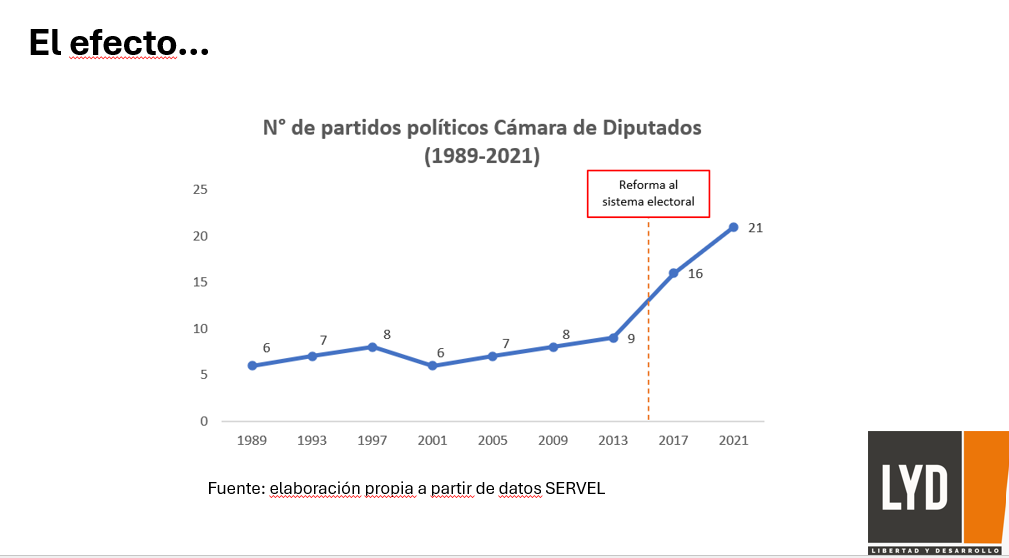 El efecto...
N° de partidos políticos Cámara de Diputados
(1989-2021)
Reforma al
sistema electoral
25
20
15
10
5
0
6
7
8
6
7
8
9
16
21
1989 1993 1997 2001 2005 2009 2013 2017 2021
Fuente: elaboración propia a partir de datos SERVEL
LYD
LIBERTAD Y DESARROLLO